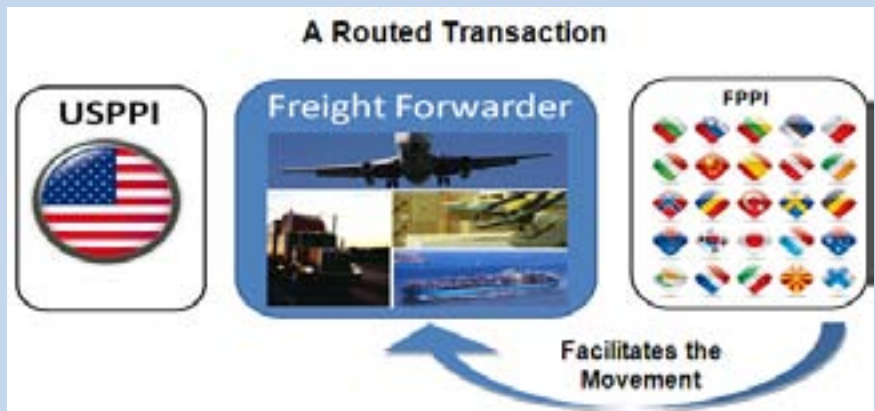 A Routed Transaction
USPPI
Freight Forwarder
FPPI
Facilitates the
Movement